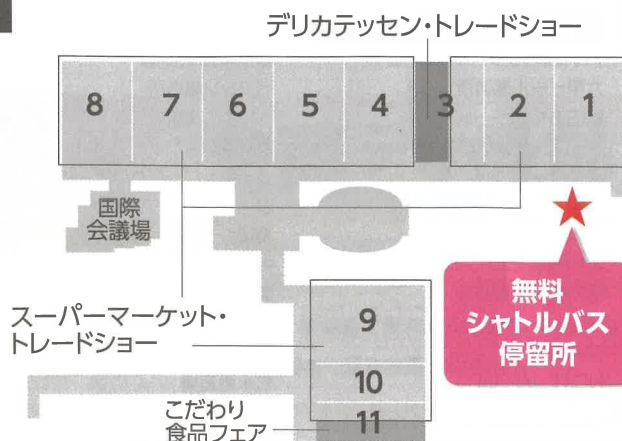 デリカテッセン・トレードショー
8 7 6 5 4 3 2 1
国際
会議場
無料
シャトルバス
停留所
スーパーマーケット・
トレードショー
9
10
こだわり
食品フェア
11